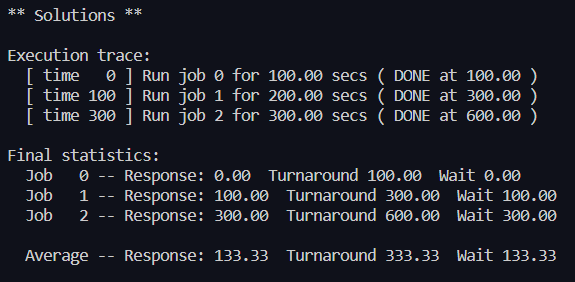 ** Solutions **
Execution trace:
[ time   0 ] Run job 0 for 100.00 secs ( DONE at 100.00 )
[ time 100 ] Run job 1 for 200.00 secs ( DONE at 300.00 )
[ time 300 ] Run job 2 for 300.00 secs ( DONE at 600.00 )
Final statistics:
Job   0 -- Response: 0.00  Turnaround 100.00  Wait 0.00
Job   1 -- Response: 100.00  Turnaround 300.00  Wait 100.00
Job   2 -- Response: 300.00  Turnaround 600.00  Wait 300.00
Average -- Response: 133.33  Turnaround 333.33  Wait 133.33